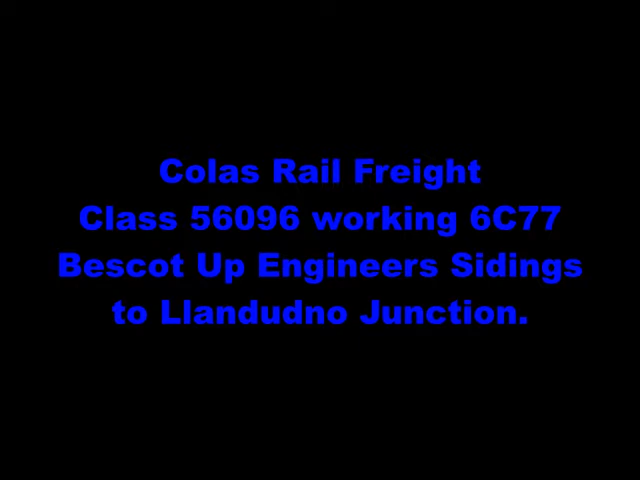 Colas Rail Freight
Class 56096 working 6C77
Bescot Up Engineers Sidings
to Llandudno Junction.